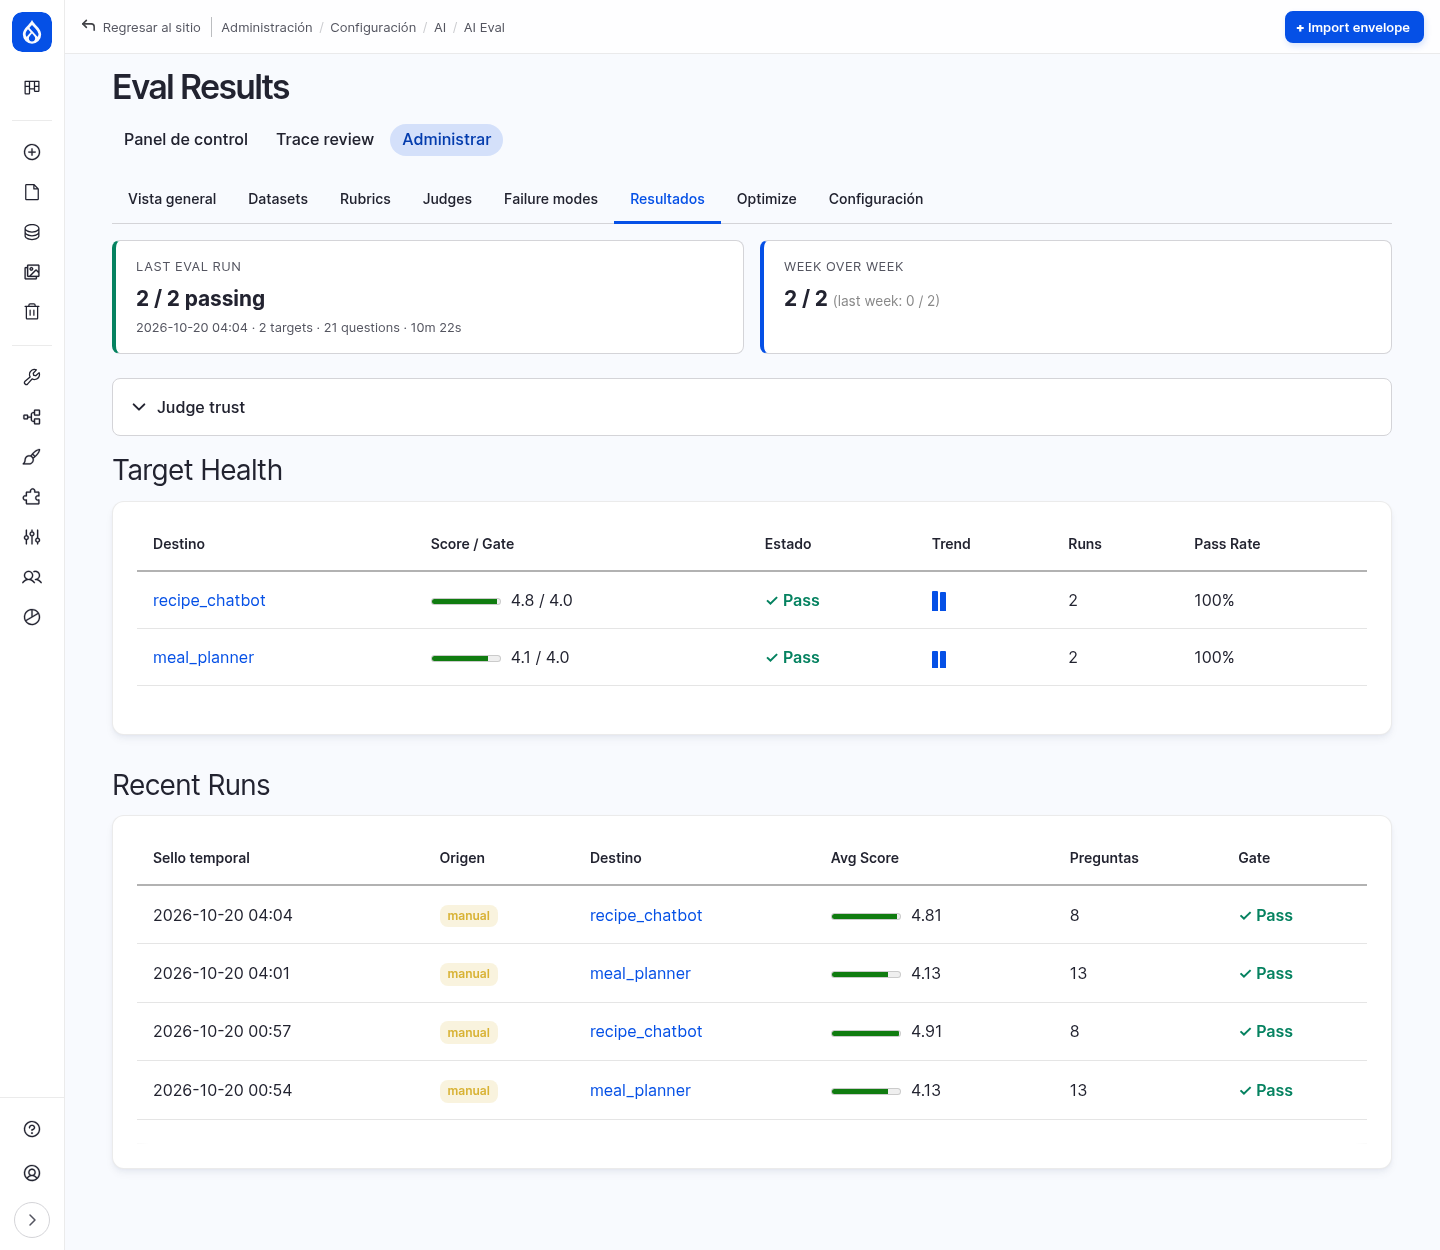 Regresar al sitio Administración / Configuración / AI / AI Eval
+ Import envelope
Eval Results
Panel de control Trace review Administrar
Vista general Datasets Rubrics Judges Failure modes Resultados Optimize Configuración
LAST EVAL RUN
2 / 2 passing
2026-10-20 04:04 · 2 targets · 21 questions · 10m 22s
WEEK OVER WEEK
2 / 2 (last week: 0 / 2)
Judge trust
Target Health
Destino Score / Gate Estado Trend Runs Pass Rate
recipe_chatbot 4.8 / 4.0 ✓ Pass 2 100%
meal_planner 4.1 / 4.0 ✓ Pass 2 100%
Recent Runs
Sello temporal Origen Destino Avg Score Preguntas Gate
2026-10-20 04:04 manual recipe_chatbot 4.81 8 ✓ Pass
2026-10-20 04:01 manual meal_planner 4.13 13 ✓ Pass
2026-10-20 00:57 manual recipe_chatbot 4.91 8 ✓ Pass
2026-10-20 00:54 manual meal_planner 4.13 13 ✓ Pass